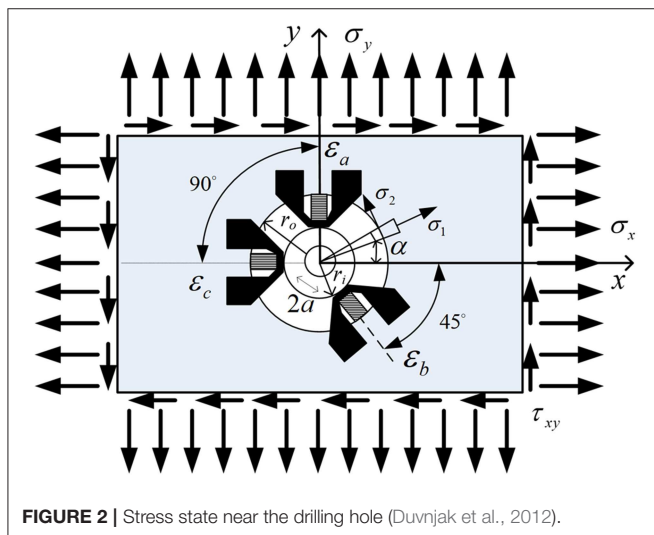 y
σy
εa
90°
σ2
ro
σ1
α
σx
x
εc
ri
2a
45°
εb
τxy
FIGURE 2 | Stress state near the drilling hole (Duvnjak et al., 2012).